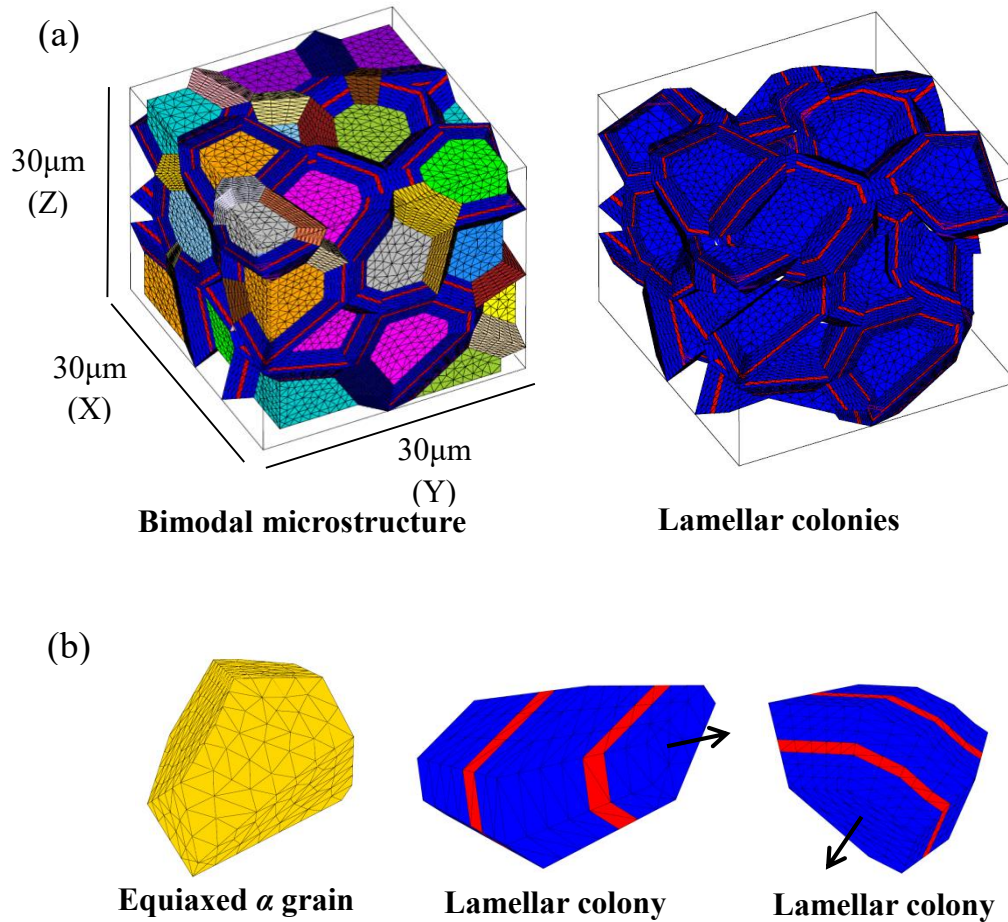 (a)
30μm
(Z)
30μm
(X)
30μm
(Y)
Bimodal microstructure
Lamellar colonies
(b)
Equiaxed α grain
Lamellar colony
Lamellar colony